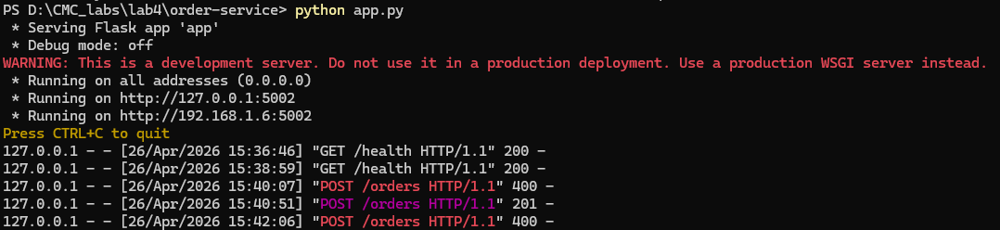 PS D:\CMC_labs\lab4\order-service> python app.py
 * Serving Flask app 'app'
 * Debug mode: off
WARNING: This is a development server. Do not use it in a production deployment. Use a production WSGI server instead.
 * Running on all addresses (0.0.0.0)
 * Running on http://127.0.0.1:5002
 * Running on http://192.168.1.6:5002
Press CTRL+C to quit
127.0.0.1 - - [26/Apr/2026 15:36:46] "GET /health HTTP/1.1" 200 -
127.0.0.1 - - [26/Apr/2026 15:38:59] "GET /health HTTP/1.1" 200 -
127.0.0.1 - - [26/Apr/2026 15:40:07] "POST /orders HTTP/1.1" 400 -
127.0.0.1 - - [26/Apr/2026 15:40:51] "POST /orders HTTP/1.1" 201 -
127.0.0.1 - - [26/Apr/2026 15:42:06] "POST /orders HTTP/1.1" 400 -